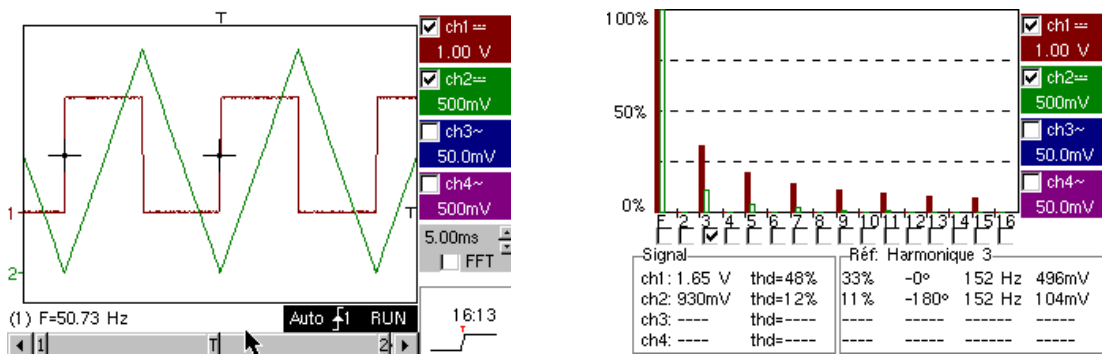 T
ch1
1.00 V
ch2
500mV
ch3~
50.0mV
ch4~
500mV
1
T
2
5.00ms
FFT
(1) F=50.73 Hz
Auto 1 RUN
16:13
1 T 2
T
100%
50%
0%
F 2 3 4 5 6 7 8 9 10 11 12 13 14 15 16
ch1
1.00 V
ch2
500mV
ch3~
50.0mV
ch4~
50.0mV
Signal
Réf: Harmonique 3
ch1: 1.65 V thd=48% 33% -0° 152 Hz 496mV
ch2: 930mV thd=12% 11% -180° 152 Hz 104mV
ch3: ---- thd=---- ---- ----- ------ -----
ch4: ---- thd=---- ---- ----- ------ -----